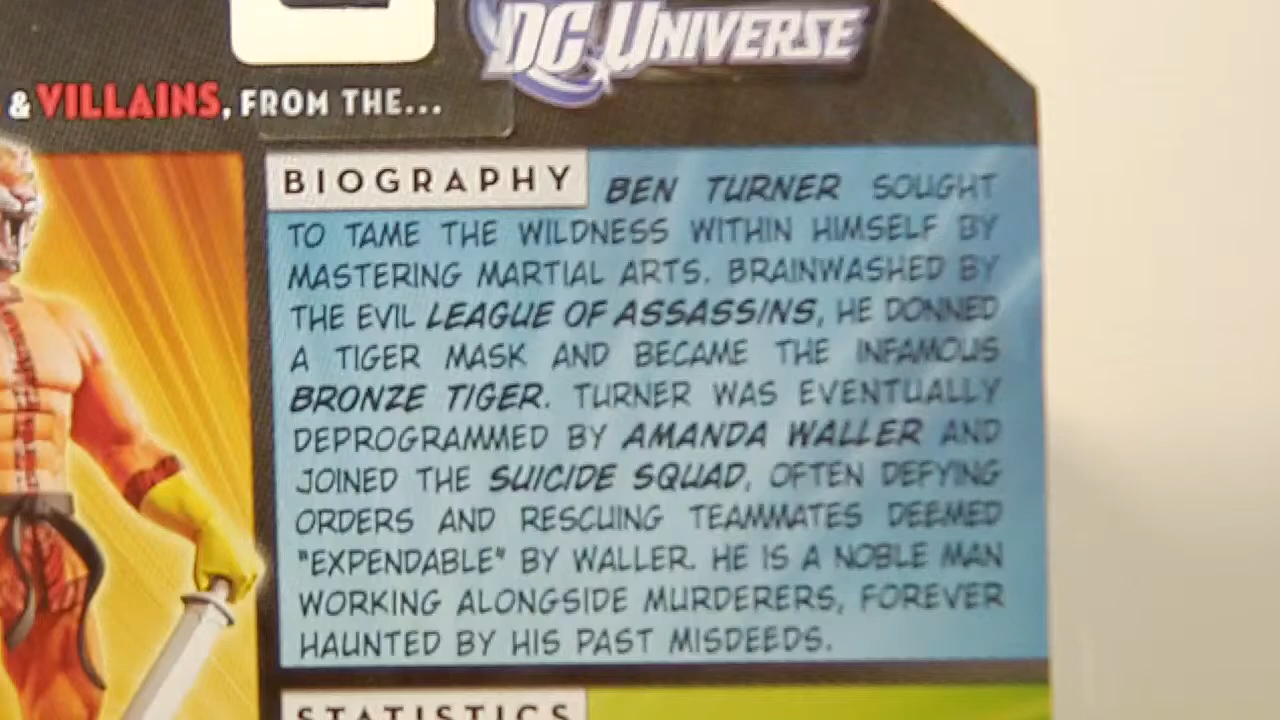 DC UNIVERSE
& VILLAINS, FROM THE...
BIOGRAPHY
BEN TURNER SOUGHT
TO TAME THE WILDNESS WITHIN HIMSELF BY
MASTERING MARTIAL ARTS. BRAINWASHED BY
THE EVIL LEAGUE OF ASSASSINS, HE DONNED
A TIGER MASK AND BECAME THE INFAMOUS
BRONZE TIGER. TURNER WAS EVENTUALLY
DEPROGRAMMED BY AMANDA WALLER AND
JOINED THE SUICIDE SQUAD, OFTEN DEFYING
ORDERS AND RESCUING TEAMMATES DEEMED
"EXPENDABLE" BY WALLER. HE IS A NOBLE MAN
WORKING ALONGSIDE MURDERERS, FOREVER
HAUNTED BY HIS PAST MISDEEDS.
STATISTICS